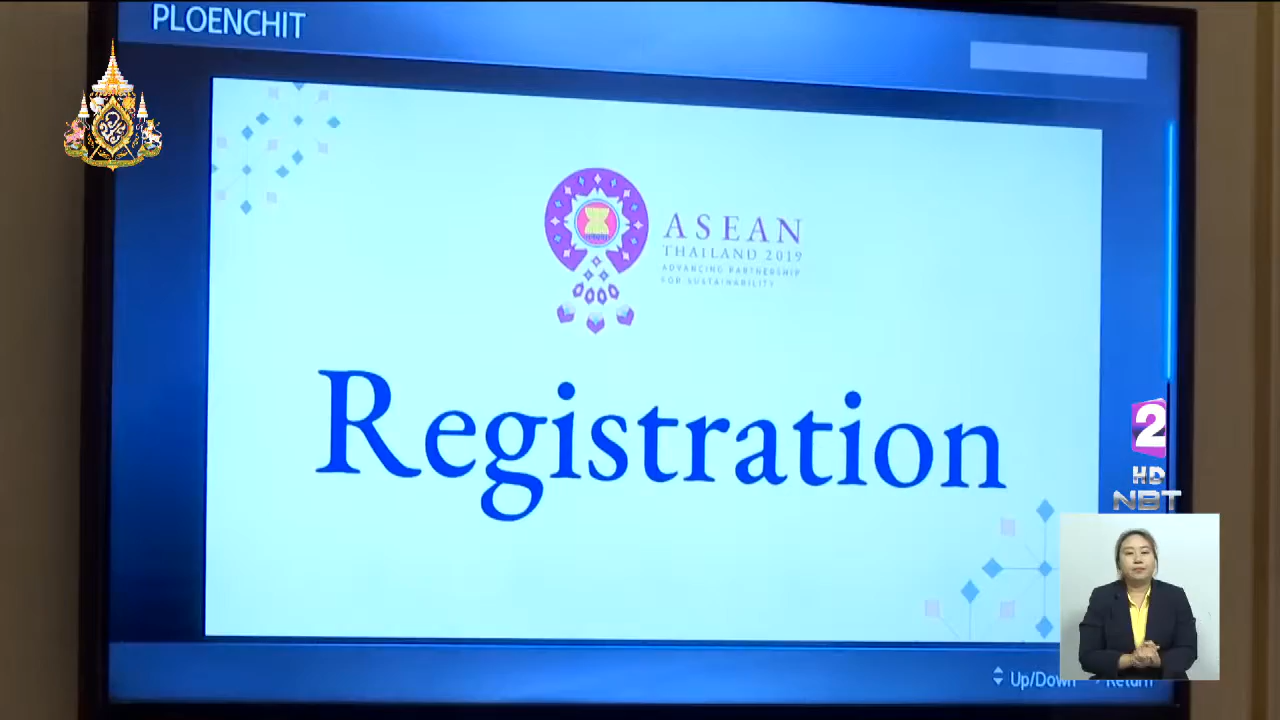 PLOENCHIT
ASEAN
THAILAND 2019
ADVANCING PARTNERSHIP
FOR SUSTAINABILITY
Registration
2
HD
NBT
Up/Down
Return